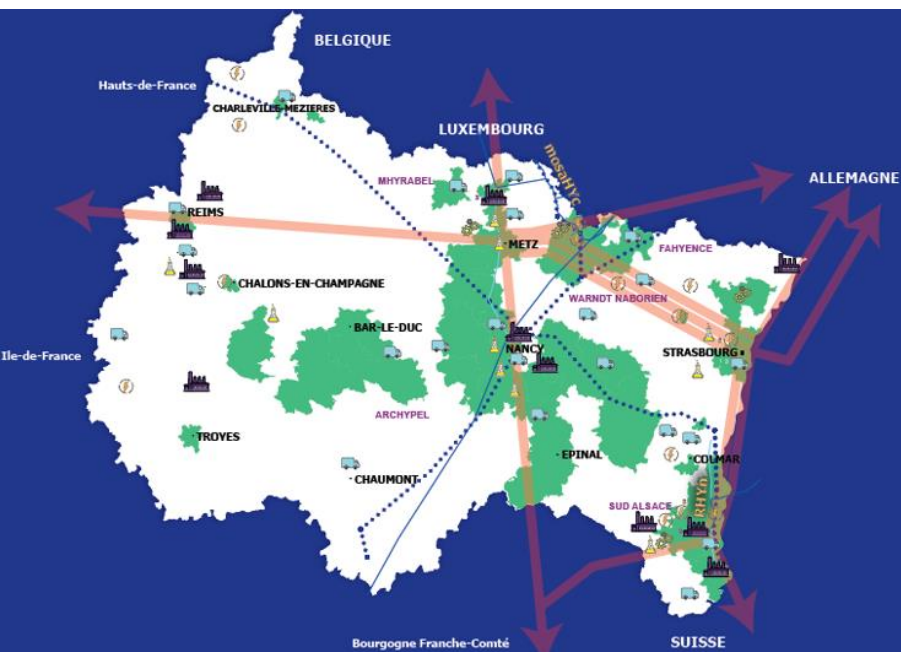 BELGIQUE
Hauts-de-France
CHARLEVILLE-MEZIERES
LUXEMBOURG
mosaHYc
MHYRABEL
ALLEMAGNE
REIMS
METZ
FAHYENCE
CHALONS-EN-CHAMPAGNE
WARNDT NABORIEN
BAR-LE-DUC
NANCY
STRASBOURG
Ile-de-France
ARCHYPEL
TROYES
EPINAL
COLMAR
CHAUMONT
RHYn
SUD ALSACE
Bourgogne Franche-Comté
SUISSE